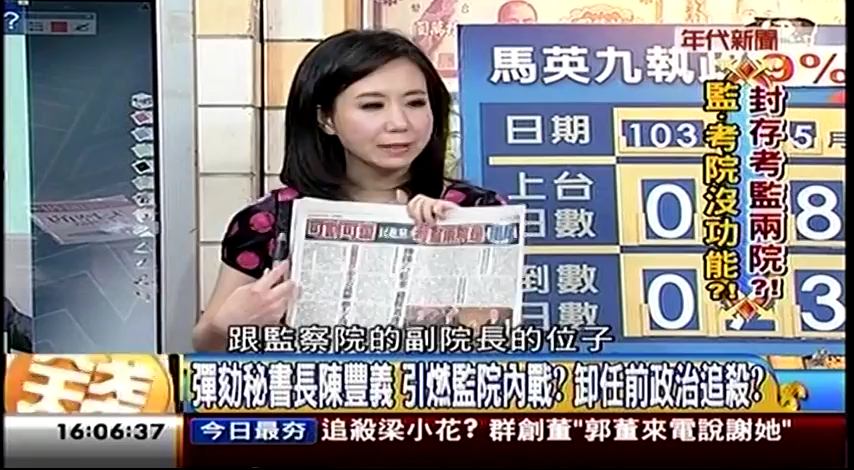 年代新聞
馬英九執政 9%
日期 103 5月
上台日數 0 8
倒數日數 0 3
封存考監兩院?!
監.考院沒功能?!
跟監察院的副院長的位子
彈劾秘書長陳豐義 引燃監院內戰? 卸任前政治追殺?
16:06:37
今日最夯 追殺梁小花? 群創董"郭董來電說謝她"